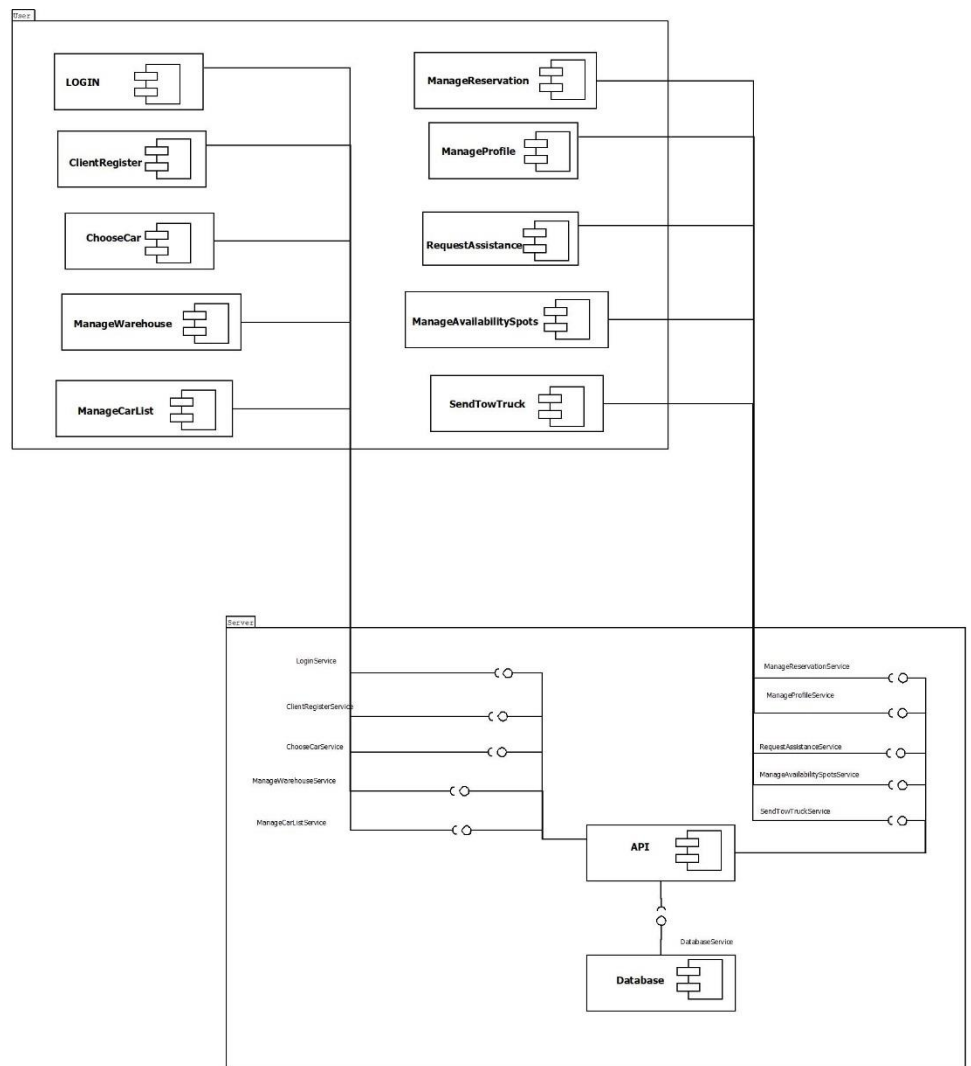 User
LOGIN
ManageReservation
ClientRegister
ManageProfile
ChooseCar
RequestAssistance
ManageWarehouse
ManageAvailabilitySpots
ManageCarList
SendTowTruck
Server
LoginService
ManageReservationService
ClientRegisterService
ManageProfileService
ChooseCarService
RequestAssistanceService
ManageWarehouseService
ManageAvailabilitySpotsService
ManageCarListService
SendTowTruckService
API
DatabaseService
Database